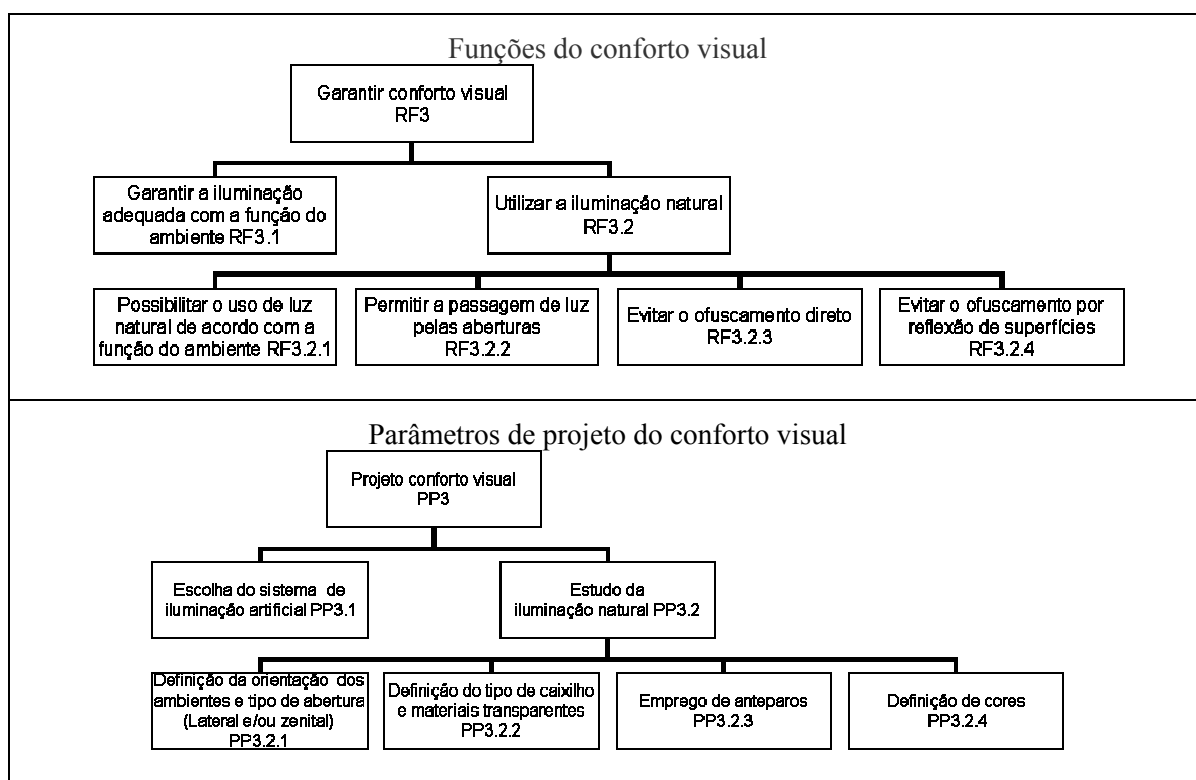 Funções do conforto visual
Garantir conforto visual
RF3
Garantir a iluminação
adequada com a função do
ambiente RF3.1
Utilizar a iluminação natural
RF3.2
Possibilitar o uso de luz
natural de acordo com a
função do ambiente RF3.2.1
Permitir a passagem de luz
pelas aberturas
RF3.2.2
Evitar o ofuscamento direto
RF3.2.3
Evitar o ofuscamento por
reflexão de superfícies
RF3.2.4
Parâmetros de projeto do conforto visual
Projeto conforto visual
PP3
Escolha do sistema de
iluminação artificial PP3.1
Estudo da
iluminação natural PP3.2
Definição da orientação dos
ambientes e tipo de abertura
(Lateral e/ou zenital)
PP3.2.1
Definição do tipo de caixilho
e materiais transparentes
PP3.2.2
Emprego de anteparos
PP3.2.3
Definição de cores
PP3.2.4